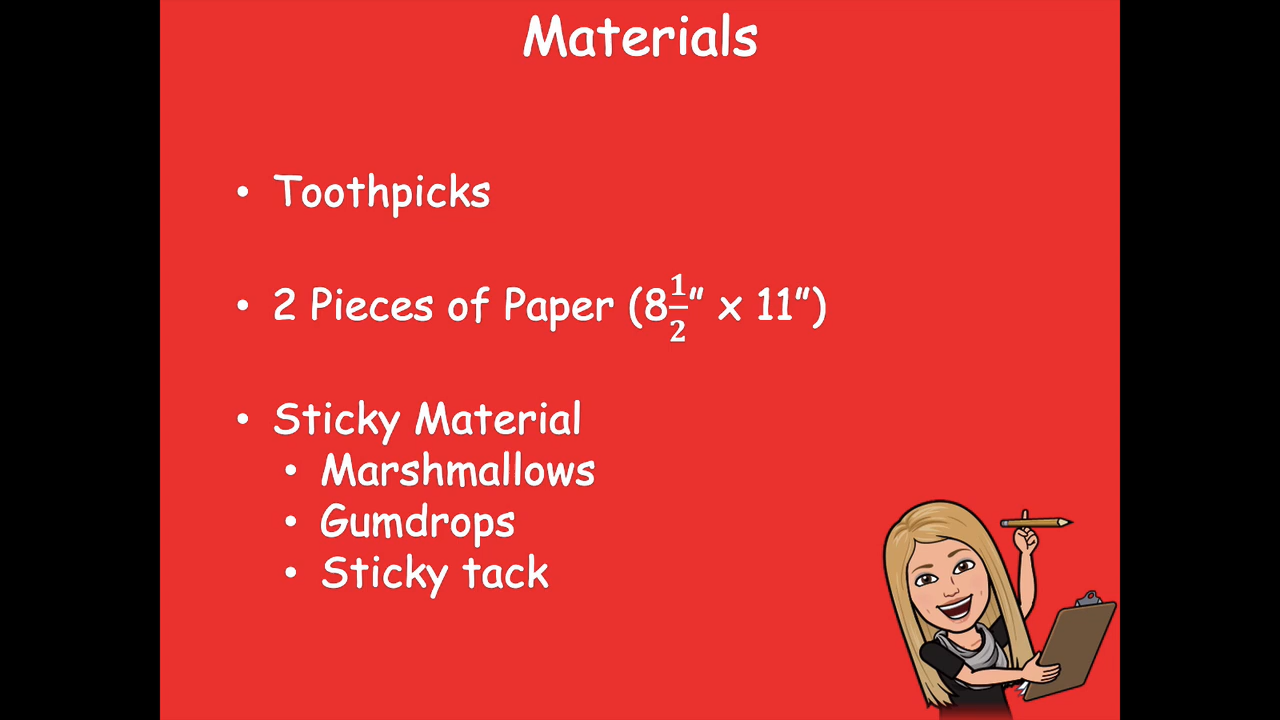 Materials
• Toothpicks
• 2 Pieces of Paper (8½” x 11”)
• Sticky Material
• Marshmallows
• Gumdrops
• Sticky tack